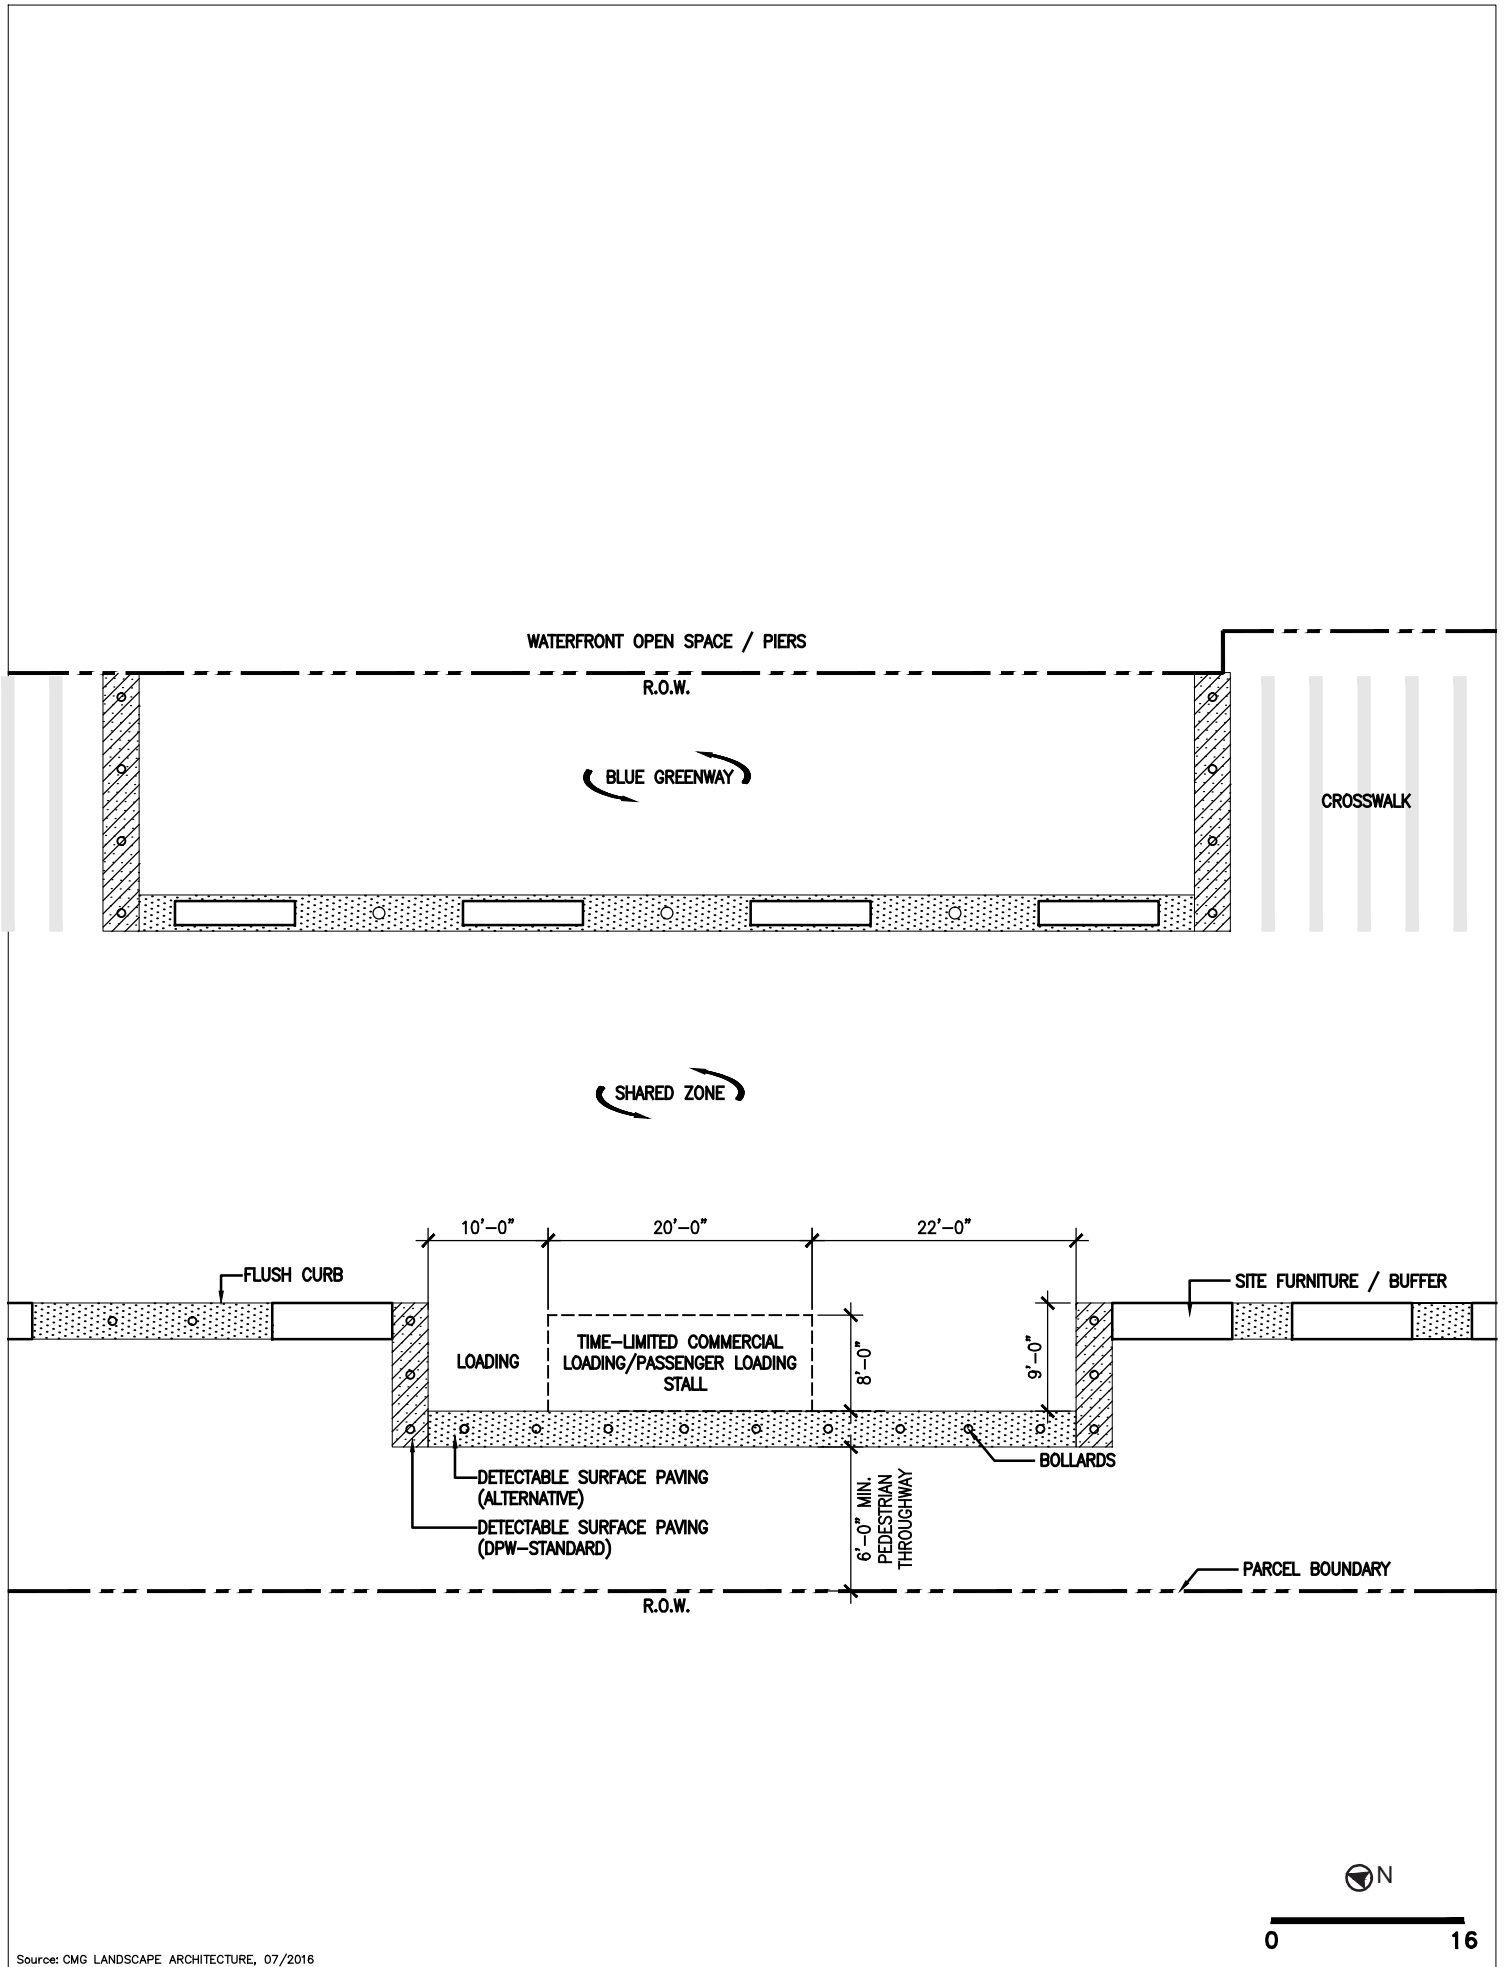 WATERFRONT OPEN SPACE / PIERS
R.O.W.
BLUE GREENWAY
CROSSWALK
SHARED ZONE
10'-0"
20'-0"
22'-0"
FLUSH CURB
SITE FURNITURE / BUFFER
LOADING
TIME-LIMITED COMMERCIAL
LOADING/PASSENGER LOADING
STALL
8'-0"
9'-0"
BOLLARDS
DETECTABLE SURFACE PAVING
(ALTERNATIVE)
DETECTABLE SURFACE PAVING
(DPW-STANDARD)
6'-0" MIN.
PEDESTRIAN
THROUGHWAY
PARCEL BOUNDARY
R.O.W.
N
0 16
Source: CMG LANDSCAPE ARCHITECTURE, 07/2016